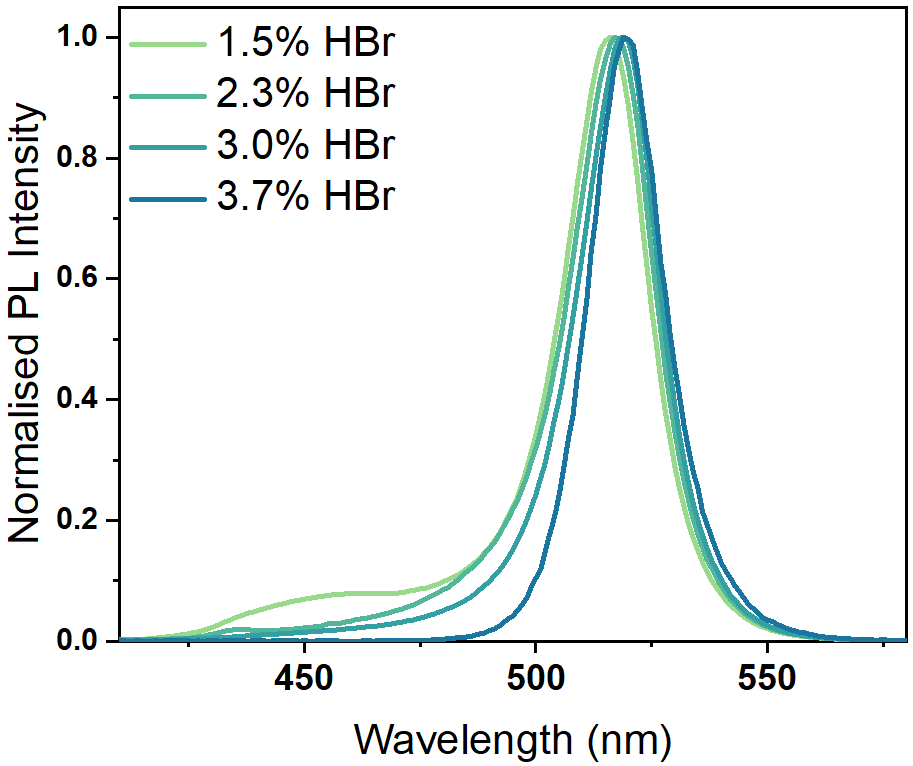 1.0
0.8
0.6
0.4
0.2
0.0
Normalised PL Intensity
1.5% HBr
2.3% HBr
3.0% HBr
3.7% HBr
450
500
550
Wavelength (nm)